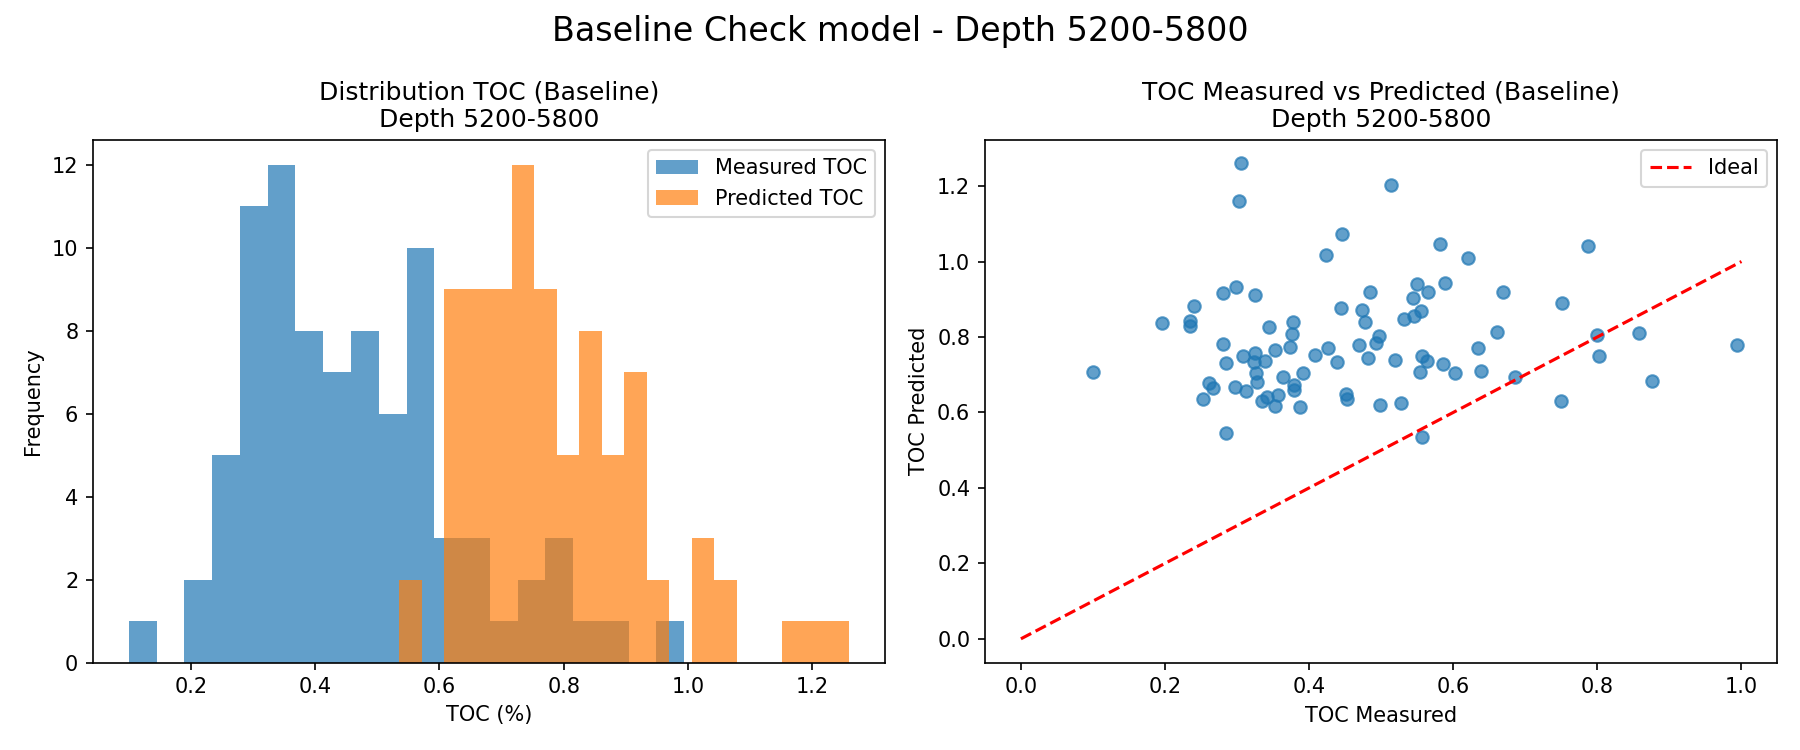 Baseline Check model - Depth 5200-5800
Distribution TOC (Baseline)
Depth 5200-5800
Measured TOC
Predicted TOC
Frequency
12
10
8
6
4
2
0
0.2 0.4 0.6 0.8 1.0 1.2
TOC (%)
TOC Measured vs Predicted (Baseline)
Depth 5200-5800
Ideal
TOC Predicted
1.2
1.0
0.8
0.6
0.4
0.2
0.0
0.0 0.2 0.4 0.6 0.8 1.0
TOC Measured